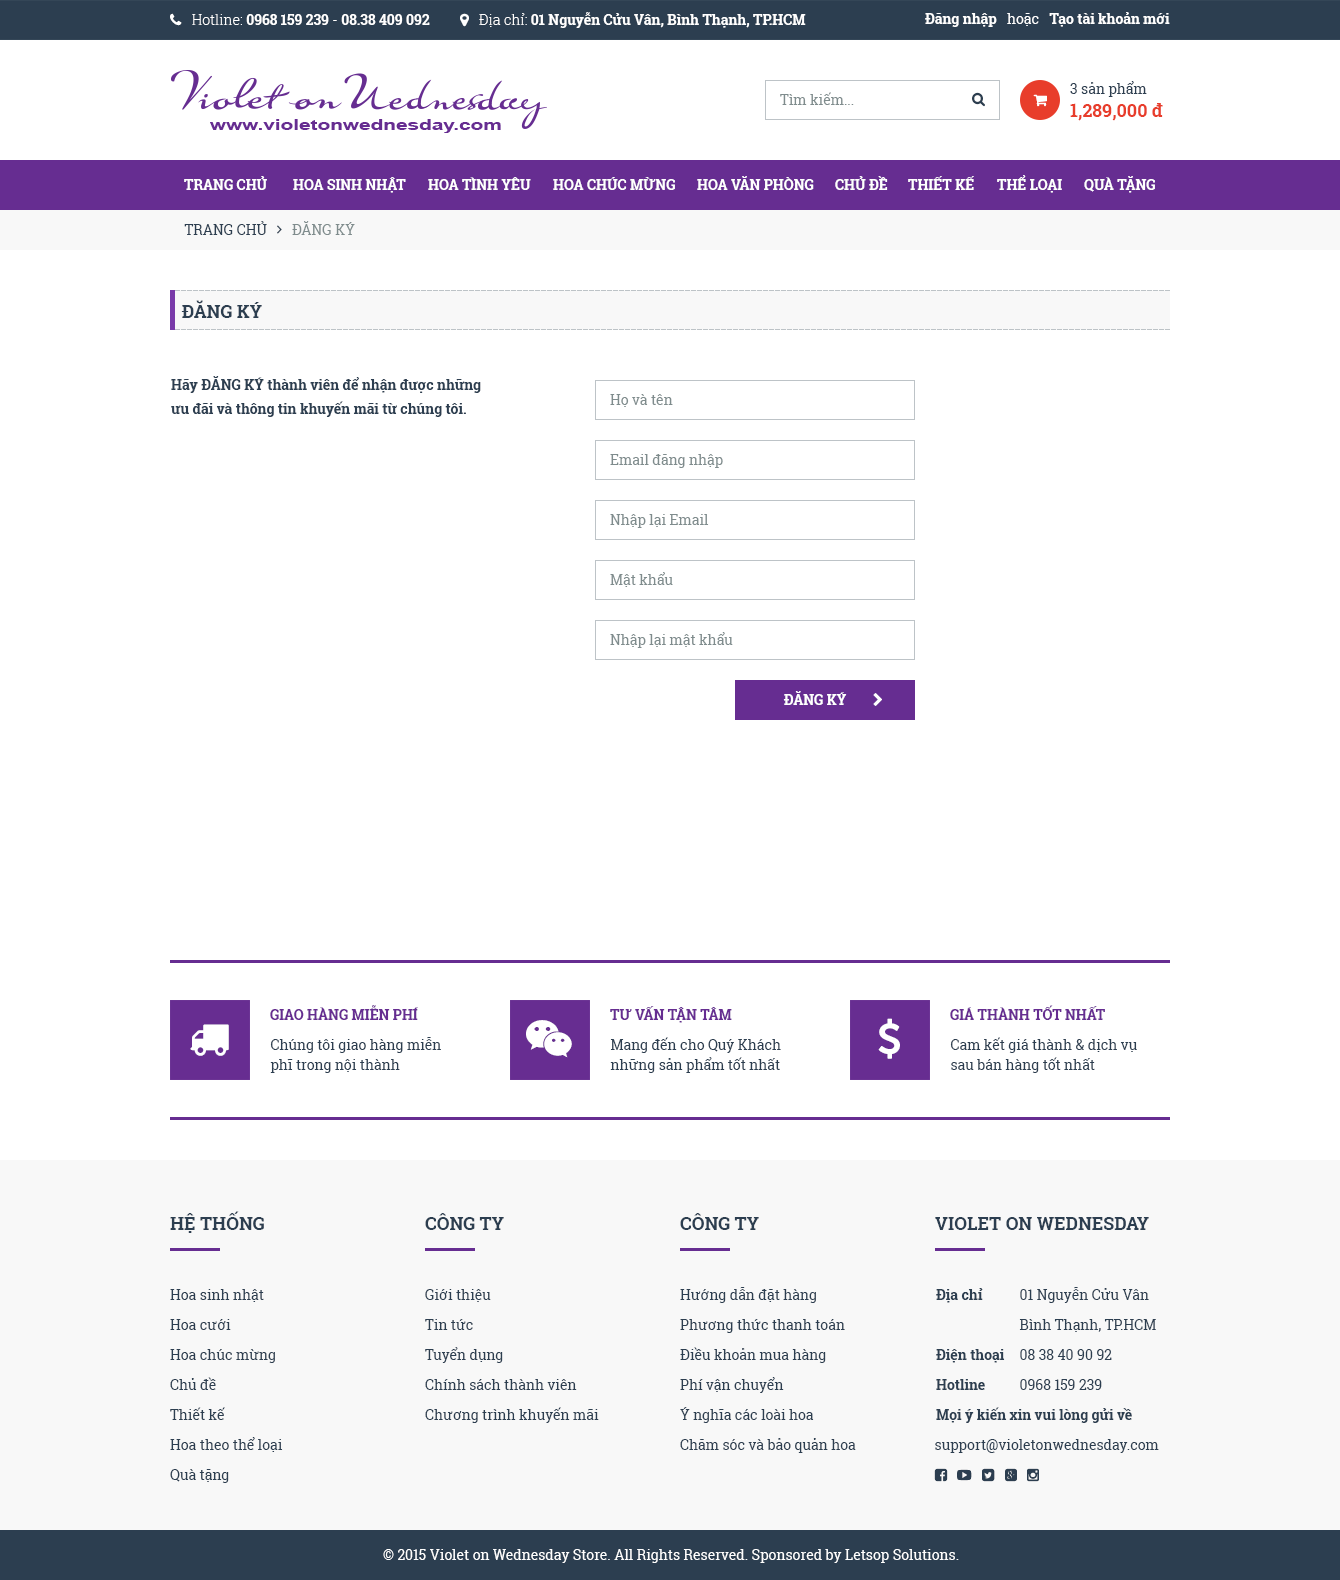 Hotline: 0968 159 239 - 08.38 409 092
Địa chỉ: 01 Nguyễn Cửu Vân, Bình Thạnh, TP.HCM
Đăng nhập hoặc Tạo tài khoản mới
Violet on Wednesday
www.violetonwednesday.com
Tìm kiếm...
3 sản phẩm
1,289,000 đ
TRANG CHỦ HOA SINH NHẬT HOA TÌNH YÊU HOA CHÚC MỪNG HOA VĂN PHÒNG CHỦ ĐỀ THIẾT KẾ THỂ LOẠI QUÀ TẶNG
TRANG CHỦ > ĐĂNG KÝ
ĐĂNG KÝ
Hãy ĐĂNG KÝ thành viên để nhận được những
ưu đãi và thông tin khuyến mãi từ chúng tôi.
Họ và tên
Email đăng nhập
Nhập lại Email
Mật khẩu
Nhập lại mật khẩu
ĐĂNG KÝ
GIAO HÀNG MIỄN PHÍ
Chúng tôi giao hàng miễn
phĩ trong nội thành
TƯ VẤN TẬN TÂM
Mang đến cho Quý Khách
những sản phẩm tốt nhất
GIÁ THÀNH TỐT NHẤT
Cam kết giá thành & dịch vụ
sau bán hàng tốt nhất
HỆ THỐNG
Hoa sinh nhật
Hoa cưới
Hoa chúc mừng
Chủ đề
Thiết kế
Hoa theo thể loại
Quà tặng
CÔNG TY
Giới thiệu
Tin tức
Tuyển dụng
Chính sách thành viên
Chương trình khuyến mãi
CÔNG TY
Hướng dẫn đặt hàng
Phương thức thanh toán
Điều khoản mua hàng
Phí vận chuyển
Ý nghĩa các loài hoa
Chăm sóc và bảo quản hoa
VIOLET ON WEDNESDAY
Địa chỉ 01 Nguyễn Cửu Vân
Bình Thạnh, TP.HCM
Điện thoại 08 38 40 90 92
Hotline 0968 159 239
Mọi ý kiến xin vui lòng gửi về
support@violetonwednesday.com
© 2015 Violet on Wednesday Store. All Rights Reserved. Sponsored by Letsop Solutions.